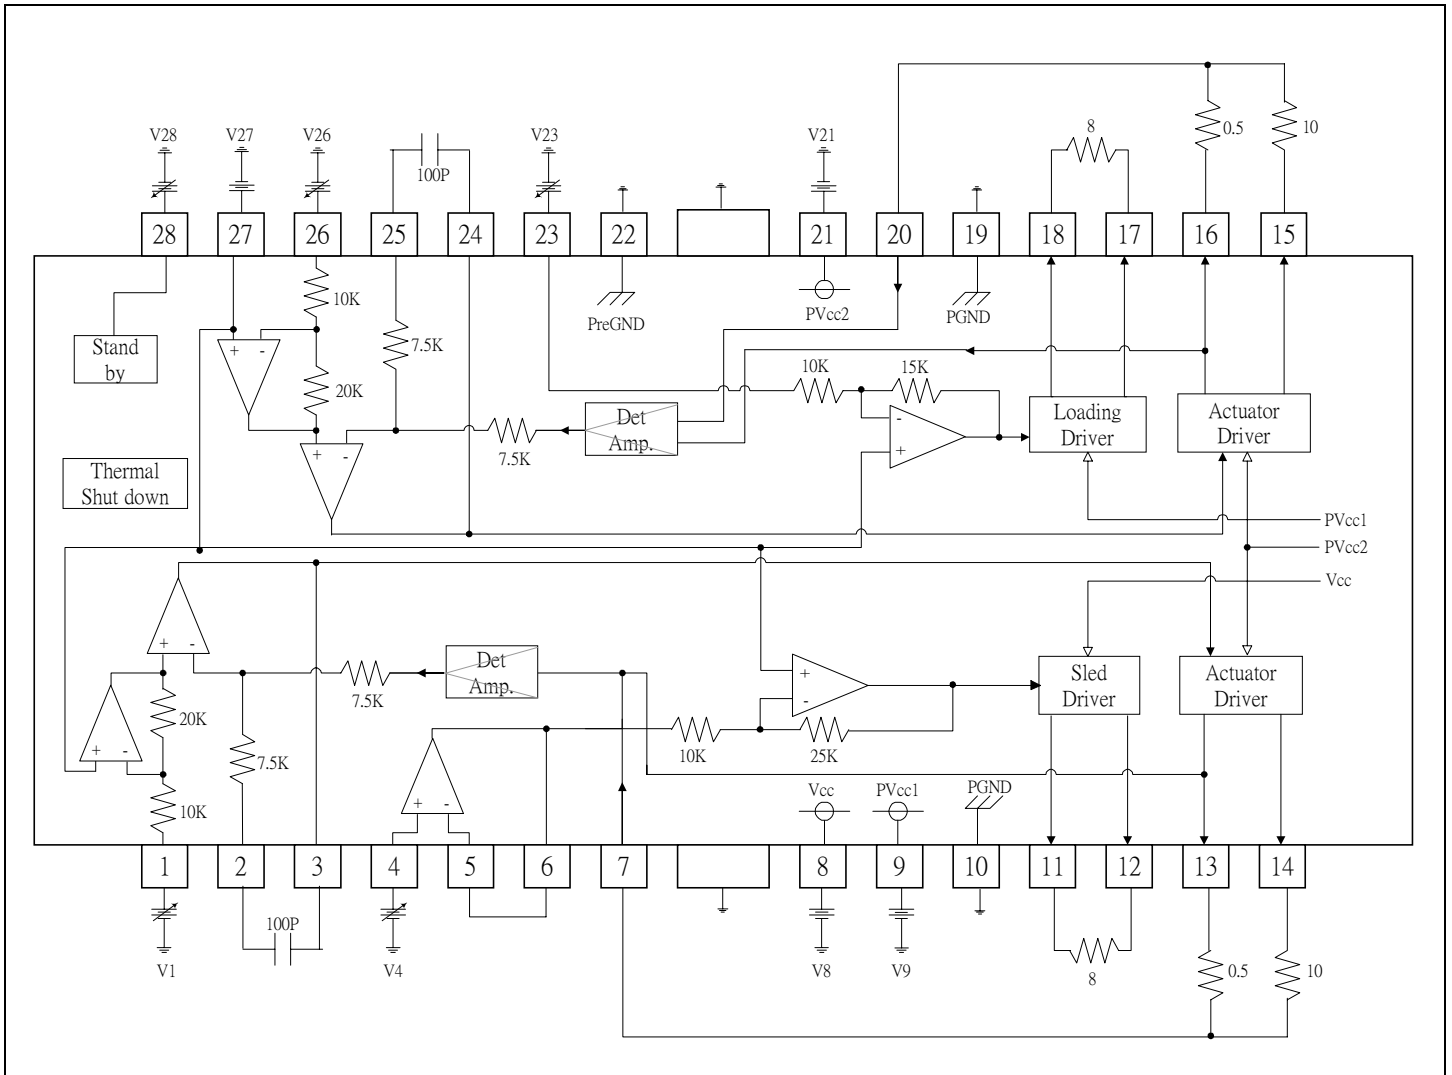 V28
V27
V26
100P
V23
V21
8
0.5
10
28
27
26
25
24
23
22
21
20
19
18
17
16
15
10K
PreGND
PVcc2
PGND
+ -
7.5K
Stand
by
20K
10K
15K
Det
Amp.
-
+
Loading
Driver
Actuator
Driver
7.5K
+ -
Thermal
Shut down
PVcc1
PVcc2
Vcc
+ -
Det
Amp.
7.5K
+
-
Sled
Driver
Actuator
Driver
20K
+ -
7.5K
10K
25K
10K
+ -
Vcc
PVcc1
PGND
1
2
3
4
5
6
7
8
9
10
11
12
13
14
100P
V1
V4
V8
V9
8
0.5
10